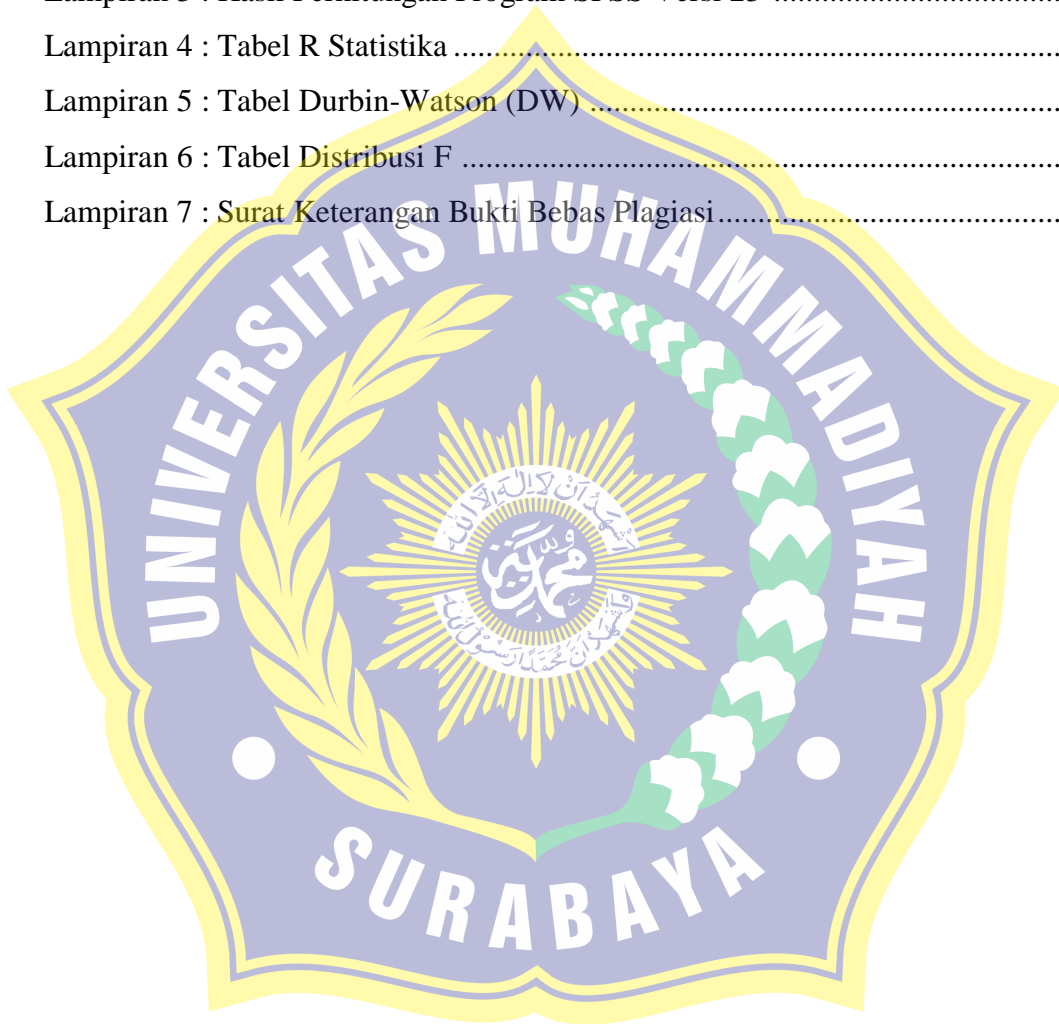 Lampiran 4 : Tabel R Statistika ....................................................................................................
Lampiran 5 : Tabel Durbin-Watson (DW) ..............................................................................
Lampiran 6 : Tabel Distribusi F ...................................................................................................
Lampiran 7 : Surat Keterangan Bukti Bebas Plagiasi .........................................................
UNIVERSITAS MUHAMMADIYAH
محمد
SURABAYA